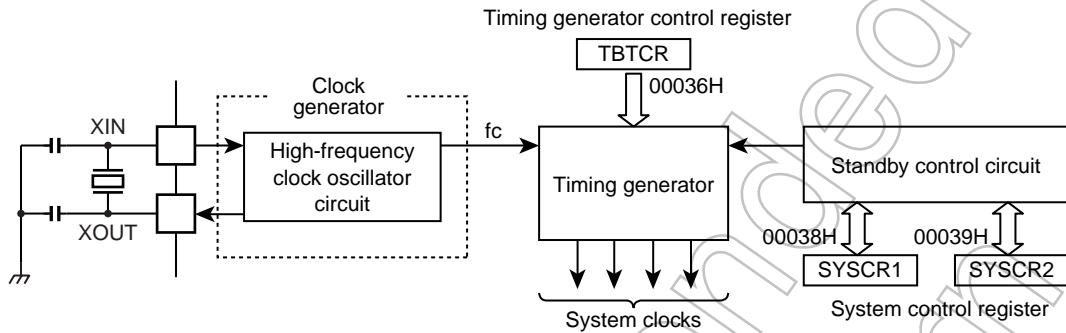 Timing generator control register
TBTCR
00036H
Clock
generator
XIN
fc
High-frequency
clock oscillator
circuit
Timing generator
Standby control circuit
XOUT
00038H
00039H
SYSCR1
SYSCR2
System clocks
System control register